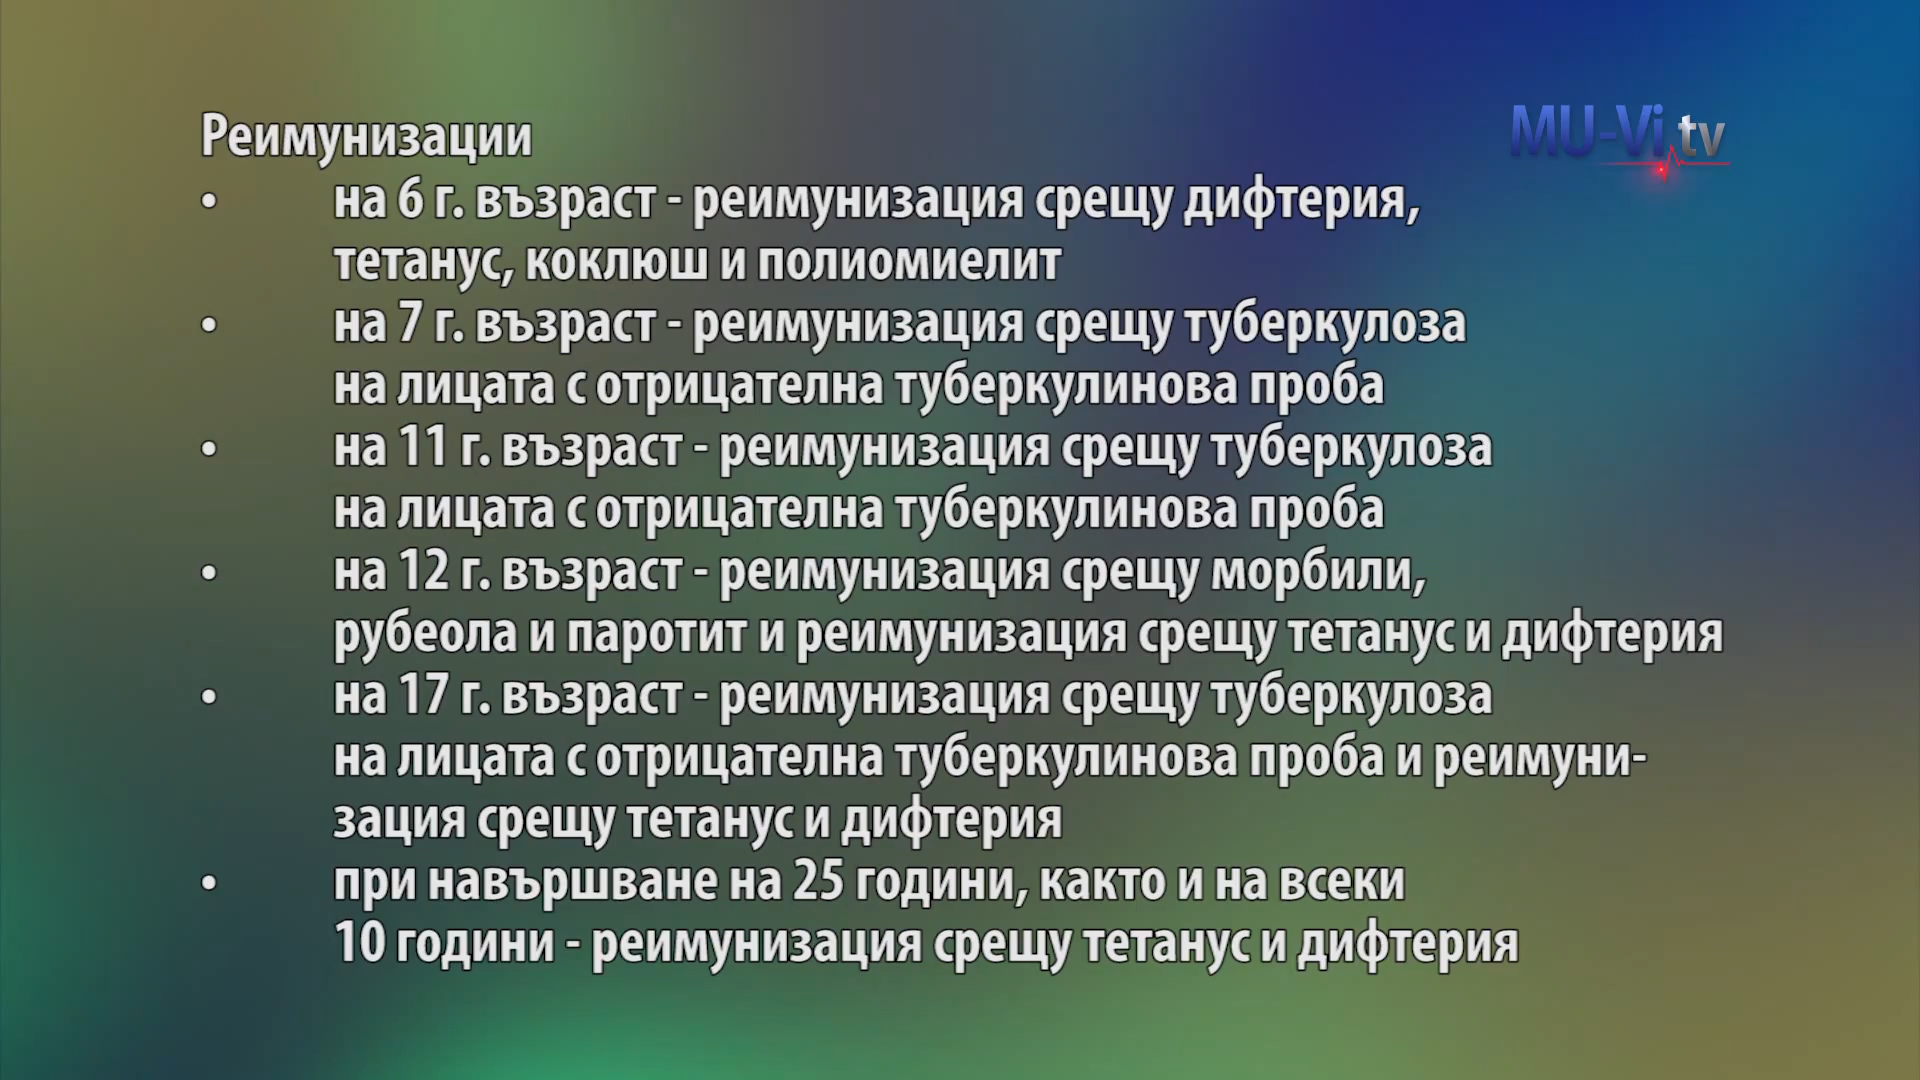 Реимунизации
MU-Vi.tv
• на 6 г. възраст - реимунизация срещу дифтерия,
тетанус, коклюш и полиомиелит
• на 7 г. възраст - реимунизация срещу туберкулоза
на лицата с отрицателна туберкулинова проба
• на 11 г. възраст - реимунизация срещу туберкулоза
на лицата с отрицателна туберкулинова проба
• на 12 г. възраст - реимунизация срещу морбили,
рубеола и паротит и реимунизация срещу тетанус и дифтерия
• на 17 г. възраст - реимунизация срещу туберкулоза
на лицата с отрицателна туберкулинова проба и реимуни-
зация срещу тетанус и дифтерия
• при навършване на 25 години, както и на всеки
10 години - реимунизация срещу тетанус и дифтерия